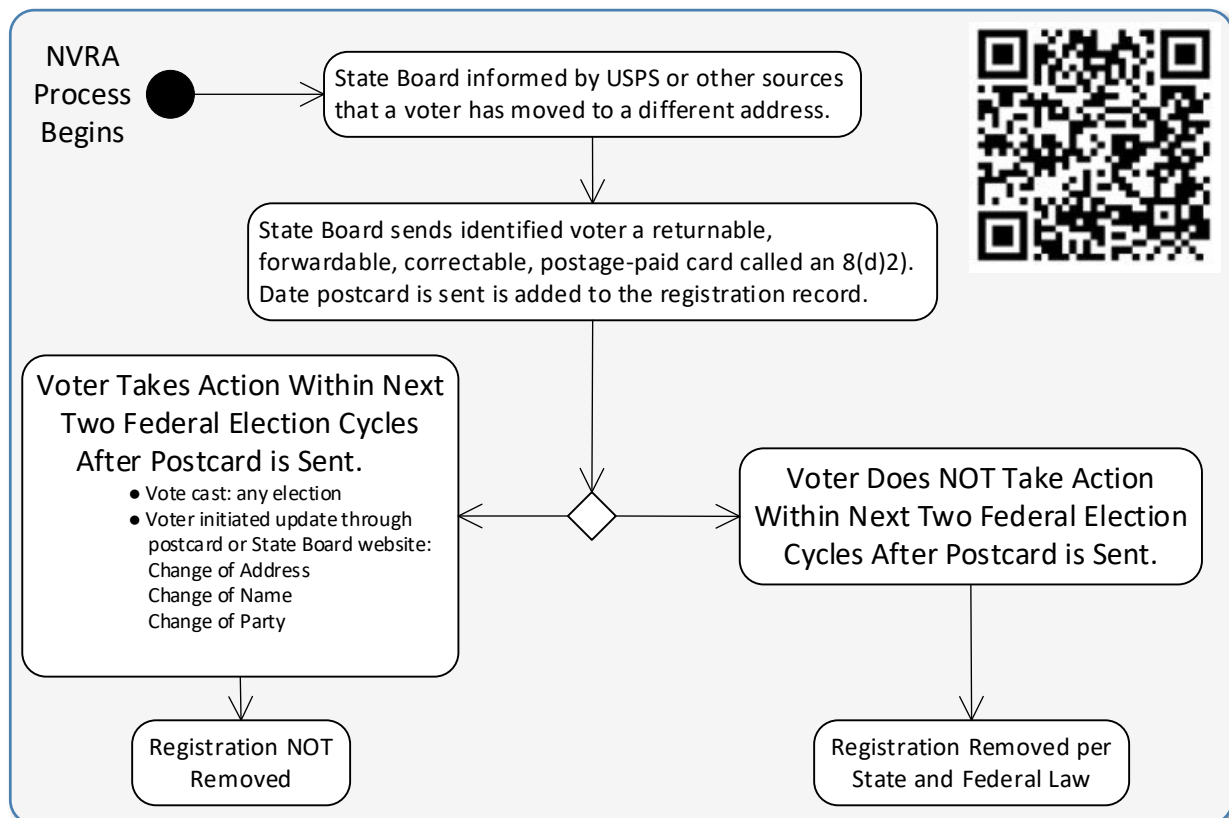 NVRA
Process
Begins
State Board informed by USPS or other sources
that a voter has moved to a different address.
State Board sends identified voter a returnable,
forwardable, correctable, postage-paid card called an 8(d)2).
Date postcard is sent is added to the registration record.
Voter Takes Action Within Next
Two Federal Election Cycles
After Postcard is Sent.
● Vote cast: any election
● Voter initiated update through
postcard or State Board website:
Change of Address
Change of Name
Change of Party
Voter Does NOT Take Action
Within Next Two Federal Election
Cycles After Postcard is Sent.
Registration NOT
Removed
Registration Removed per
State and Federal Law